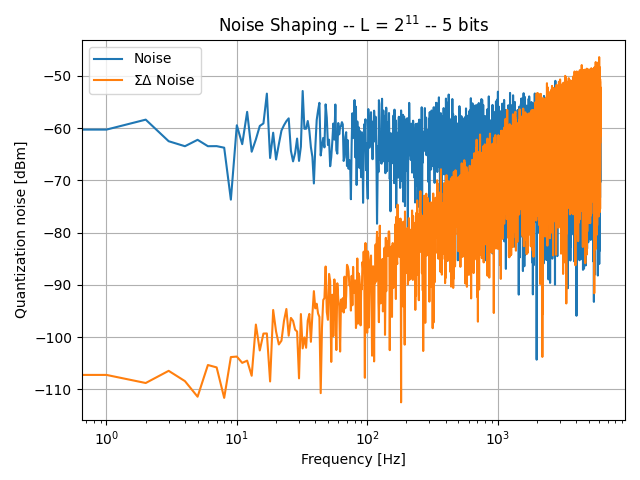 Noise Shaping -- L = 2¹¹ -- 5 bits
Noise
ΣΔ Noise
Quantization noise [dBm]
−50
−60
−70
−80
−90
−100
−110
10⁰ 10¹ 10² 10³
Frequency [Hz]